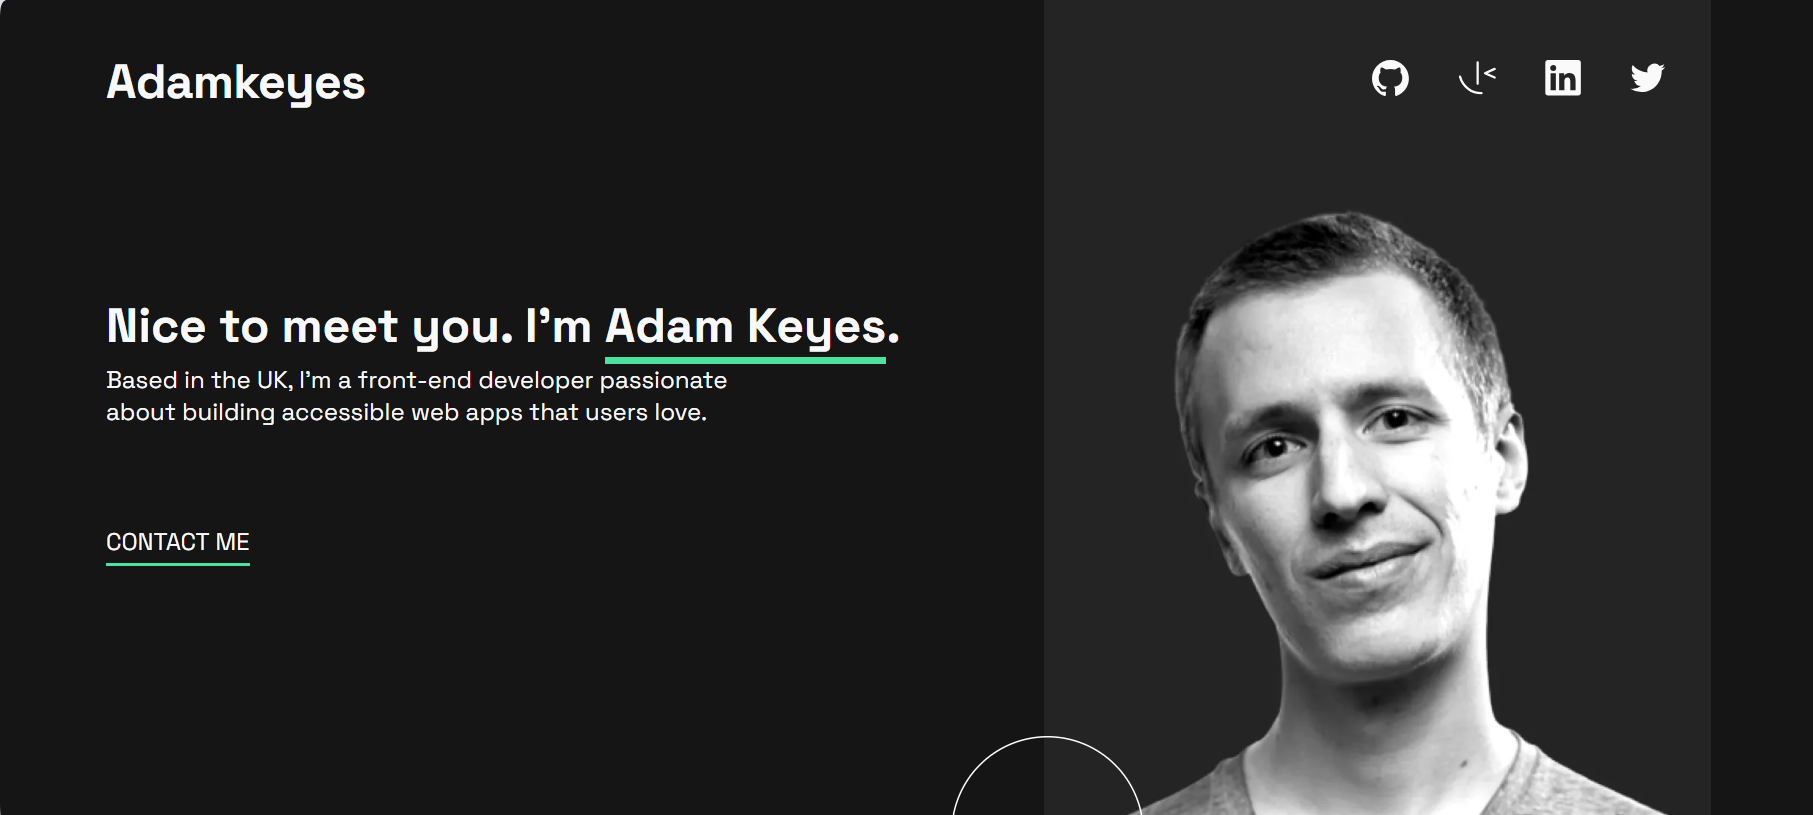 Adamkeyes
Nice to meet you. I’m Adam Keyes.
Based in the UK, I’m a front-end developer passionate
about building accessible web apps that users love.
CONTACT ME
in